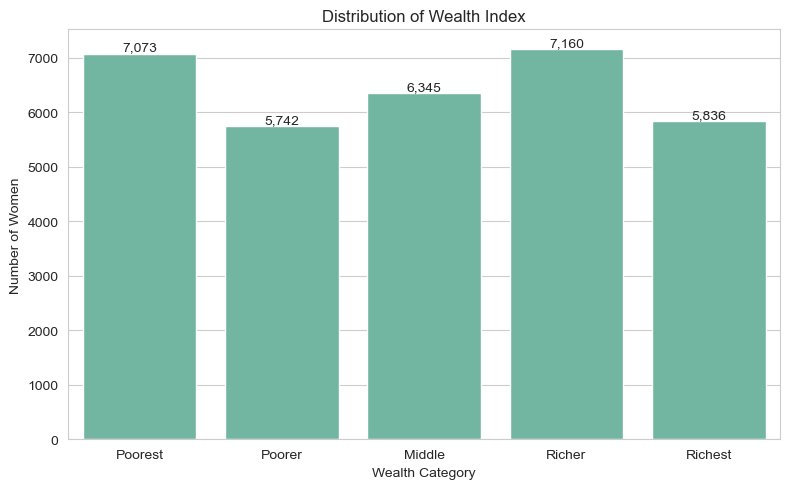 Distribution of Wealth Index
7,073
5,742
6,345
7,160
5,836
7000
6000
5000
4000
3000
2000
1000
0
Number of Women
Poorest
Poorer
Middle
Richer
Richest
Wealth Category